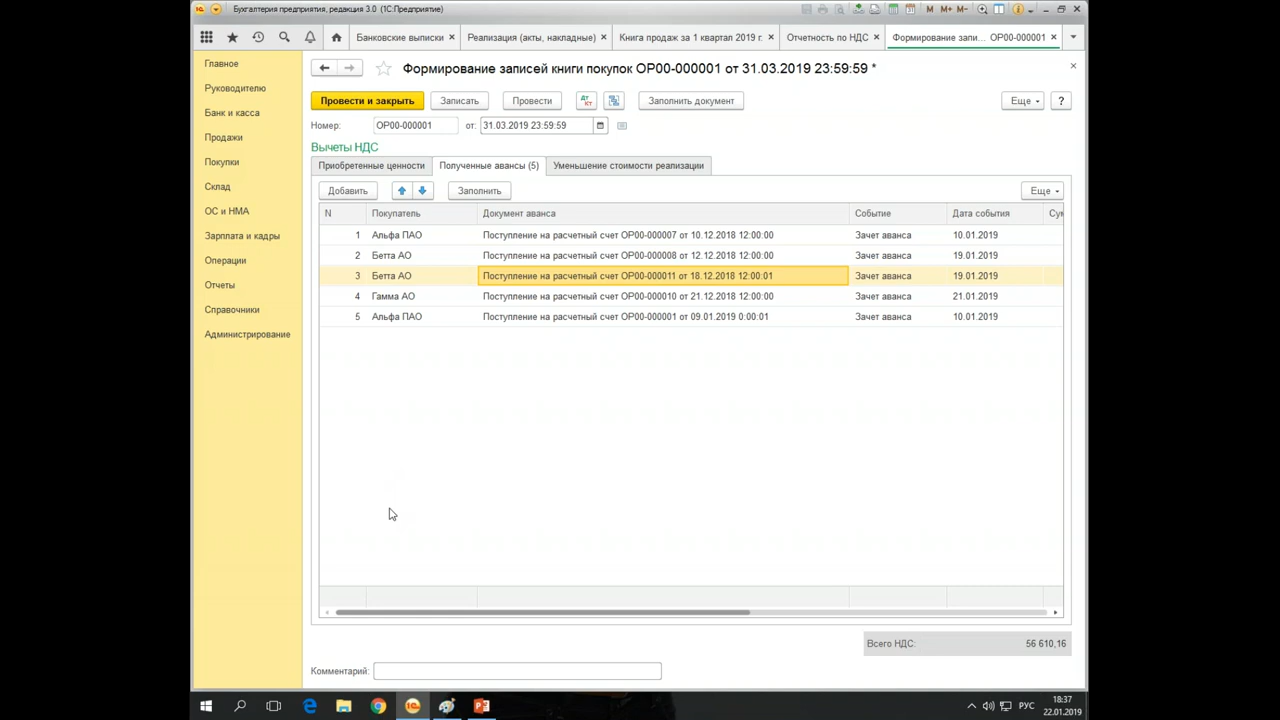 Бухгалтерия предприятия, редакция 3.0 (1С:Предприятие)
M M+ M-
Банковские выписки × Реализация (акты, накладные) × Книга продаж за 1 квартал 2019 г. × Отчетность по НДС × Формирование запи... ОР00-000001 ×
Главное
Руководителю
Банк и касса
Продажи
Покупки
Склад
ОС и НМА
Зарплата и кадры
Операции
Отчеты
Справочники
Администрирование
Формирование записей книги покупок ОР00-000001 от 31.03.2019 23:59:59 *
Провести и закрыть Записать Провести Дт Кт Заполнить документ Еще ?
Номер: ОР00-000001 от: 31.03.2019 23:59:59
Вычеты НДС
Приобретенные ценности Полученные авансы (5) Уменьшение стоимости реализации
Добавить Заполнить Еще
N Покупатель Документ аванса Событие Дата события Сум
1 Альфа ПАО Поступление на расчетный счет ОР00-000007 от 10.12.2018 12:00:00 Зачет аванса 10.01.2019
2 Бетта АО Поступление на расчетный счет ОР00-000008 от 12.12.2018 12:00:00 Зачет аванса 19.01.2019
3 Бетта АО Поступление на расчетный счет ОР00-000011 от 18.12.2018 12:00:01 Зачет аванса 19.01.2019
4 Гамма АО Поступление на расчетный счет ОР00-000010 от 21.12.2018 12:00:00 Зачет аванса 21.01.2019
5 Альфа ПАО Поступление на расчетный счет ОР00-000001 от 09.01.2019 0:00:01 Зачет аванса 10.01.2019
Всего НДС: 56 610,16
Комментарий:
РУС
18:37
22.01.2019